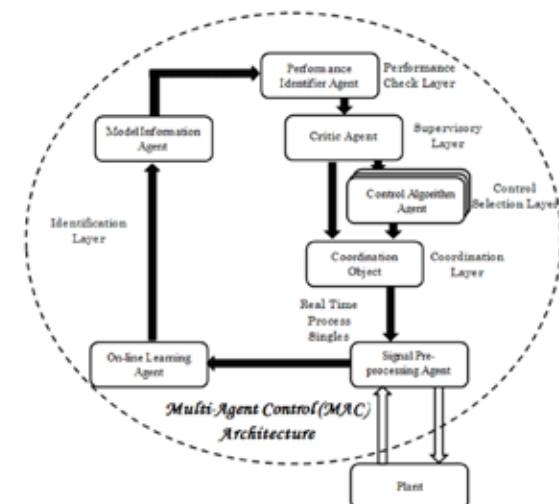 Performance
Identifier Agent
Performance
Check Layer
Model Information
Agent
Critic Agent
Supervisory
Layer
Control Algorithm
Agent
Control
Selection Layer
Identification
Layer
Coordination
Object
Coordination
Layer
Real Time
Process
Singles
On-line Learning
Agent
Signal Pre-
processing Agent
Multi-Agent Control (MAC)
Architecture
Plant